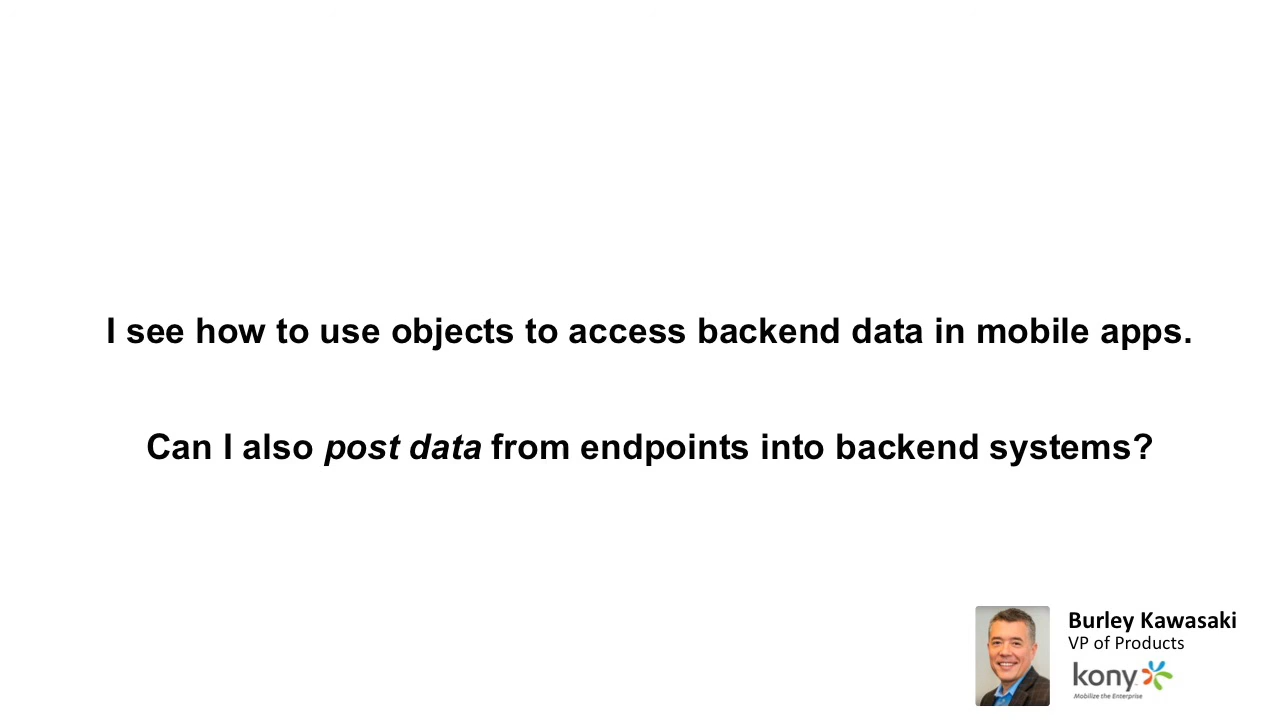 I see how to use objects to access backend data in mobile apps.
Can I also post data from endpoints into backend systems?
Burley Kawasaki
VP of Products
kony
Mobilize the Enterprise